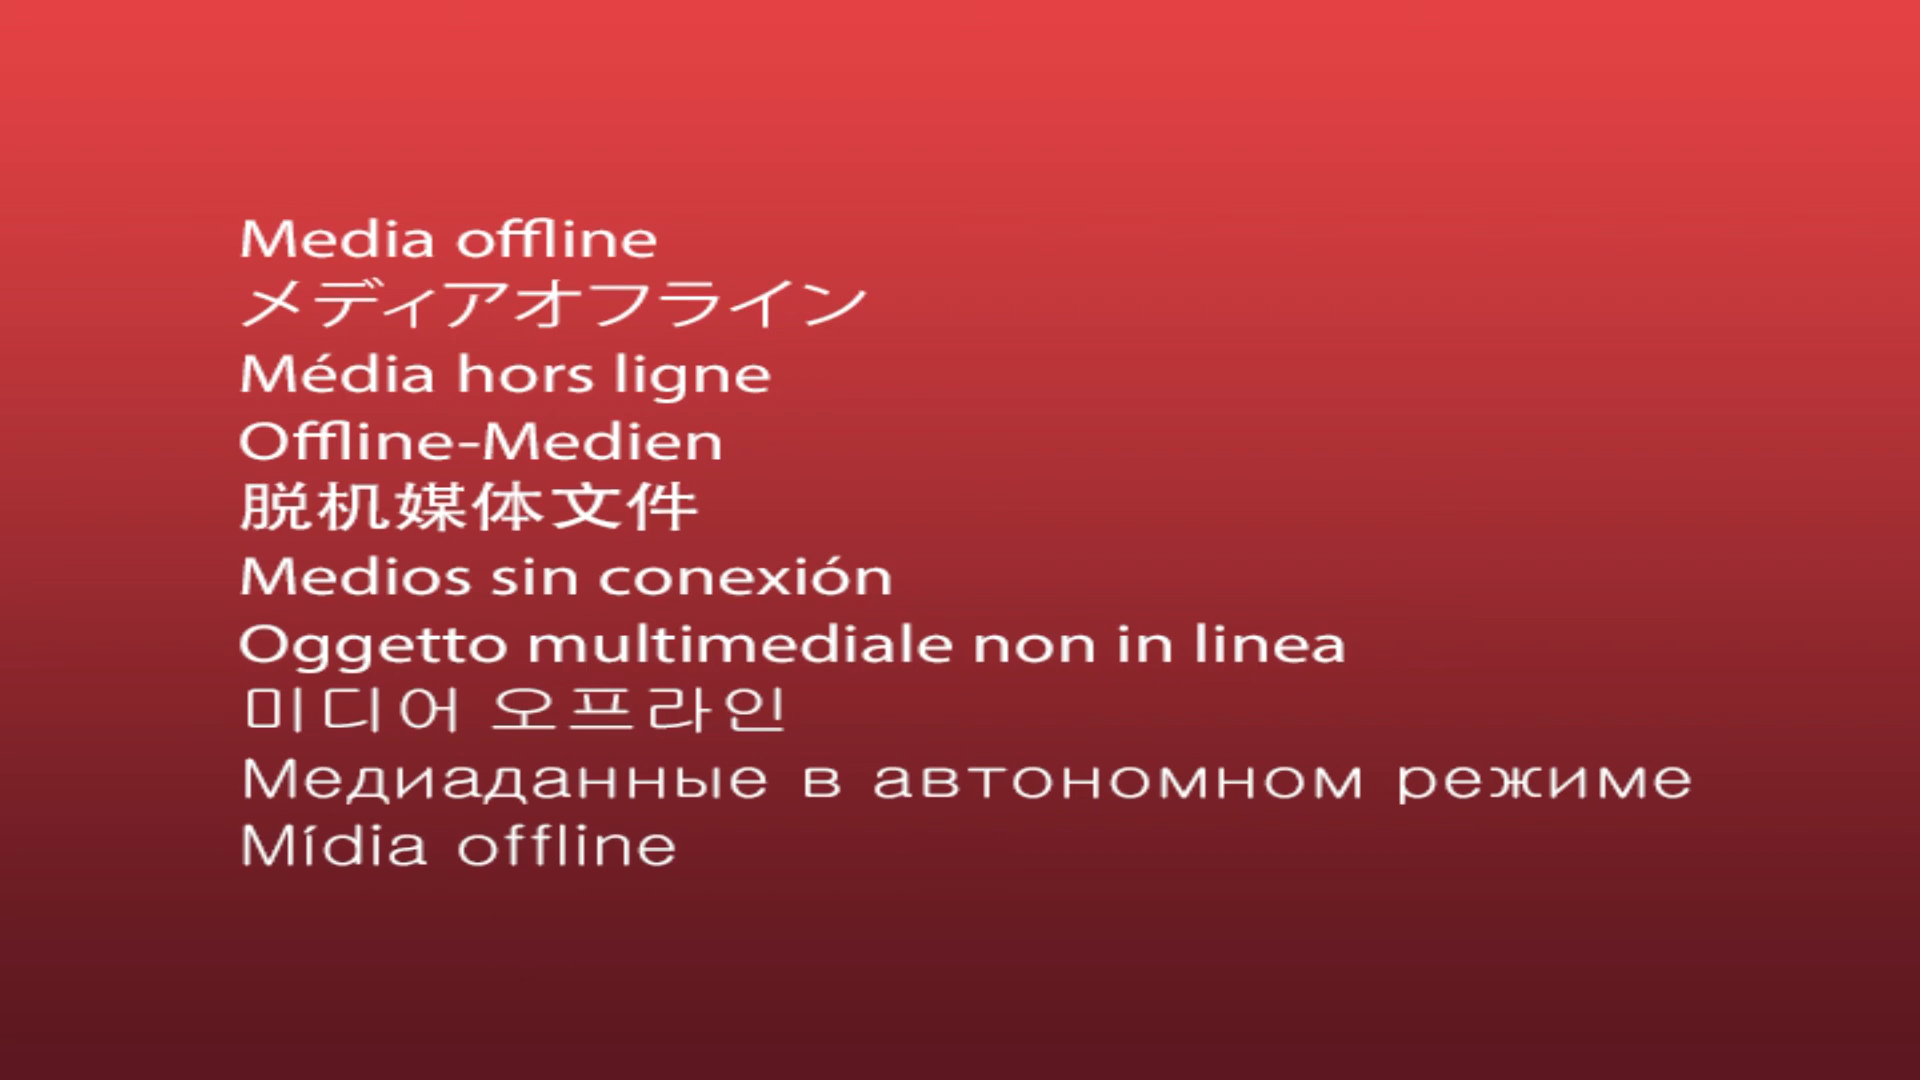 Media offline
メディアオフライン
Média hors ligne
Offline-Medien
脱机媒体文件
Medios sin conexión
Oggetto multimediale non in linea
미디어 오프라인
Медиаданные в автономном режиме
Mídia offline